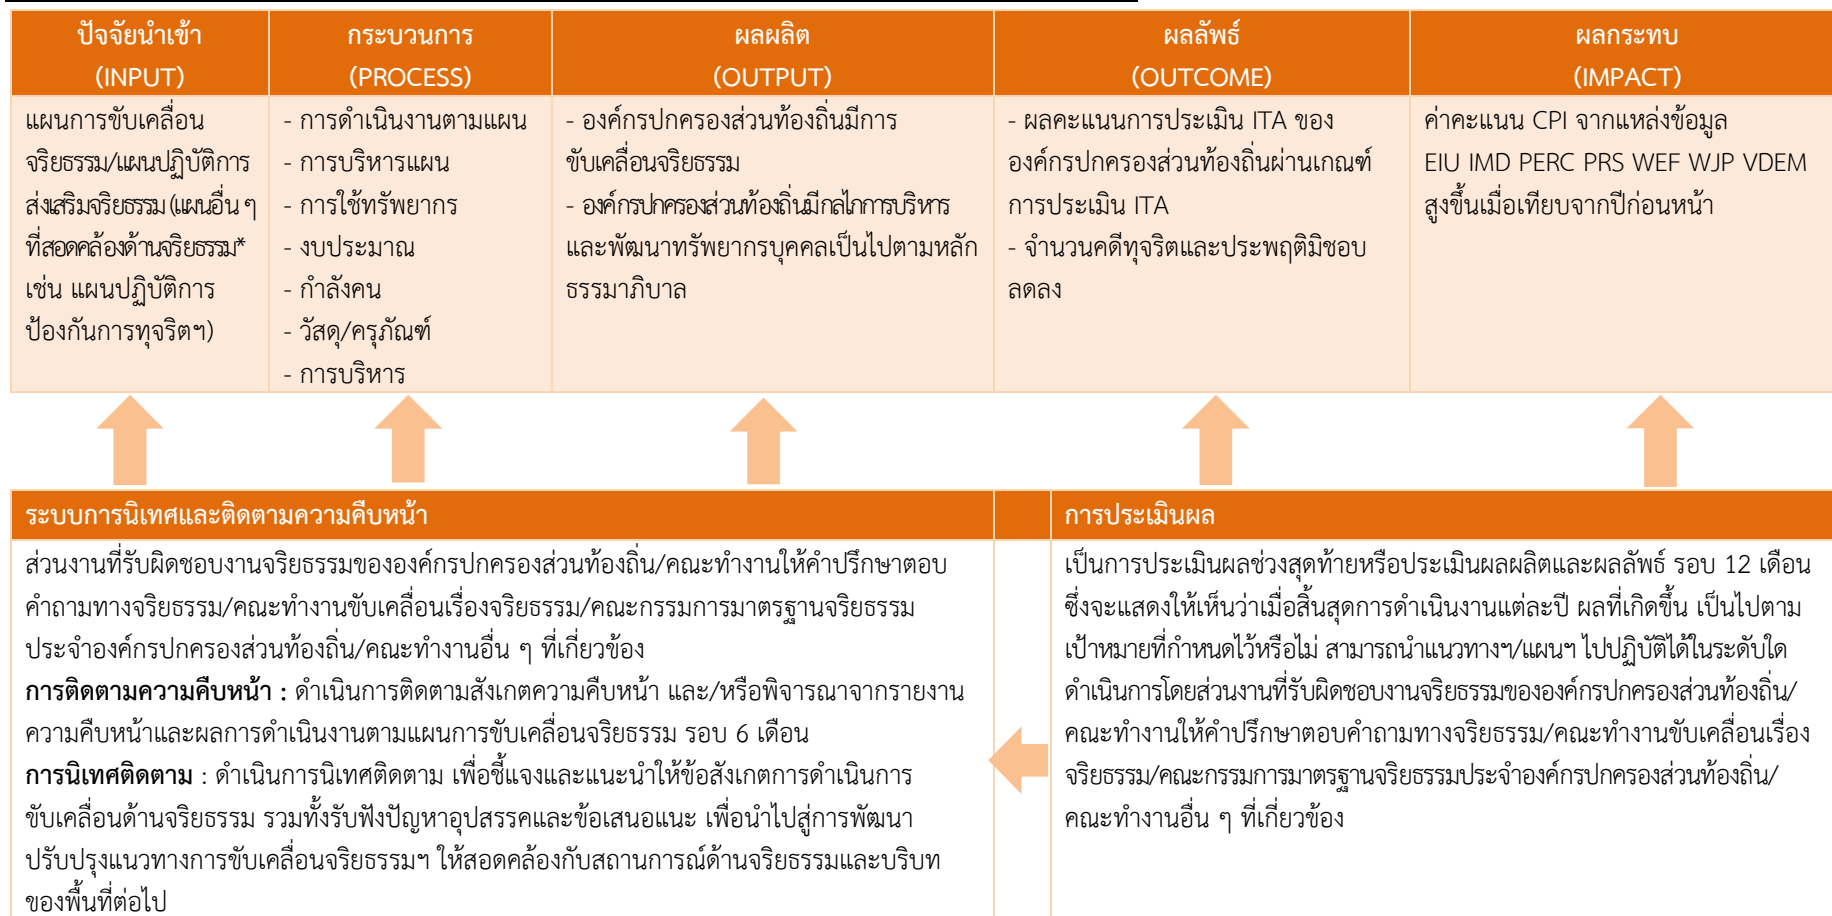 ปัจจัยนำเข้า
(INPUT)
กระบวนการ
(PROCESS)
ผลผลิต
(OUTPUT)
ผลลัพธ์
(OUTCOME)
ผลกระทบ
(IMPACT)
แผนการขับเคลื่อน
จริยธรรม/แผนปฏิบัติการ
ส่งเสริมจริยธรรม (แผนอื่น ๆ
ที่สอดคล้องด้านจริยธรรม*
เช่น แผนปฏิบัติการ
ป้องกันการทุจริตฯ)
- การดำเนินงานตามแผน
- การบริหารแผน
- การใช้ทรัพยากร
- งบประมาณ
- กำลังคน
- วัสดุ/ครุภัณฑ์
- การบริหาร
- องค์กรปกครองส่วนท้องถิ่นมีการ
ขับเคลื่อนจริยธรรม
- องค์กรปกครองส่วนท้องถิ่นมีกลไกการบริหาร
และพัฒนาทรัพยากรบุคคลเป็นไปตามหลัก
ธรรมาภิบาล
- ผลคะแนนการประเมิน ITA ของ
องค์กรปกครองส่วนท้องถิ่นผ่านเกณฑ์
การประเมิน ITA
- จำนวนคดีทุจริตและประพฤติมิชอบ
ลดลง
ค่าคะแนน CPI จากแหล่งข้อมูล
EIU IMD PERC PRS WEF WJP VDEM
สูงขึ้นเมื่อเทียบจากปีก่อนหน้า
ระบบการนิเทศและติดตามความคืบหน้า
ส่วนงานที่รับผิดชอบงานจริยธรรมขององค์กรปกครองส่วนท้องถิ่น/คณะทำงานให้คำปรึกษาตอบ
คำถามทางจริยธรรม/คณะทำงานขับเคลื่อนเรื่องจริยธรรม/คณะกรรมการมาตรฐานจริยธรรม
ประจำองค์กรปกครองส่วนท้องถิ่น/คณะทำงานอื่น ๆ ที่เกี่ยวข้อง
การติดตามความคืบหน้า : ดำเนินการติดตามสังเกตความคืบหน้า และ/หรือพิจารณาจากรายงาน
ความคืบหน้าและผลการดำเนินงานตามแผนการขับเคลื่อนจริยธรรม รอบ 6 เดือน
การนิเทศติดตาม : ดำเนินการนิเทศติดตาม เพื่อชี้แจงและแนะนำให้ข้อสังเกตการดำเนินการ
ขับเคลื่อนด้านจริยธรรม รวมทั้งรับฟังปัญหาอุปสรรคและข้อเสนอแนะ เพื่อนำไปสู่การพัฒนา
ปรับปรุงแนวทางการขับเคลื่อนจริยธรรมฯ ให้สอดคล้องกับสถานการณ์ด้านจริยธรรมและบริบท
ของพื้นที่ต่อไป
การประเมินผล
เป็นการประเมินผลช่วงสุดท้ายหรือประเมินผลผลิตและผลลัพธ์ รอบ 12 เดือน
ซึ่งจะแสดงให้เห็นว่าเมื่อสิ้นสุดการดำเนินงานแต่ละปี ผลที่เกิดขึ้น เป็นไปตาม
เป้าหมายที่กำหนดไว้หรือไม่ สามารถนำแนวทางฯ/แผนฯ ไปปฏิบัติได้ในระดับใด
ดำเนินการโดยส่วนงานที่รับผิดชอบงานจริยธรรมขององค์กรปกครองส่วนท้องถิ่น/
คณะทำงานให้คำปรึกษาตอบคำถามทางจริยธรรม/คณะทำงานขับเคลื่อนเรื่อง
จริยธรรม/คณะกรรมการมาตรฐานจริยธรรมประจำองค์กรปกครองส่วนท้องถิ่น/
คณะทำงานอื่น ๆ ที่เกี่ยวข้อง